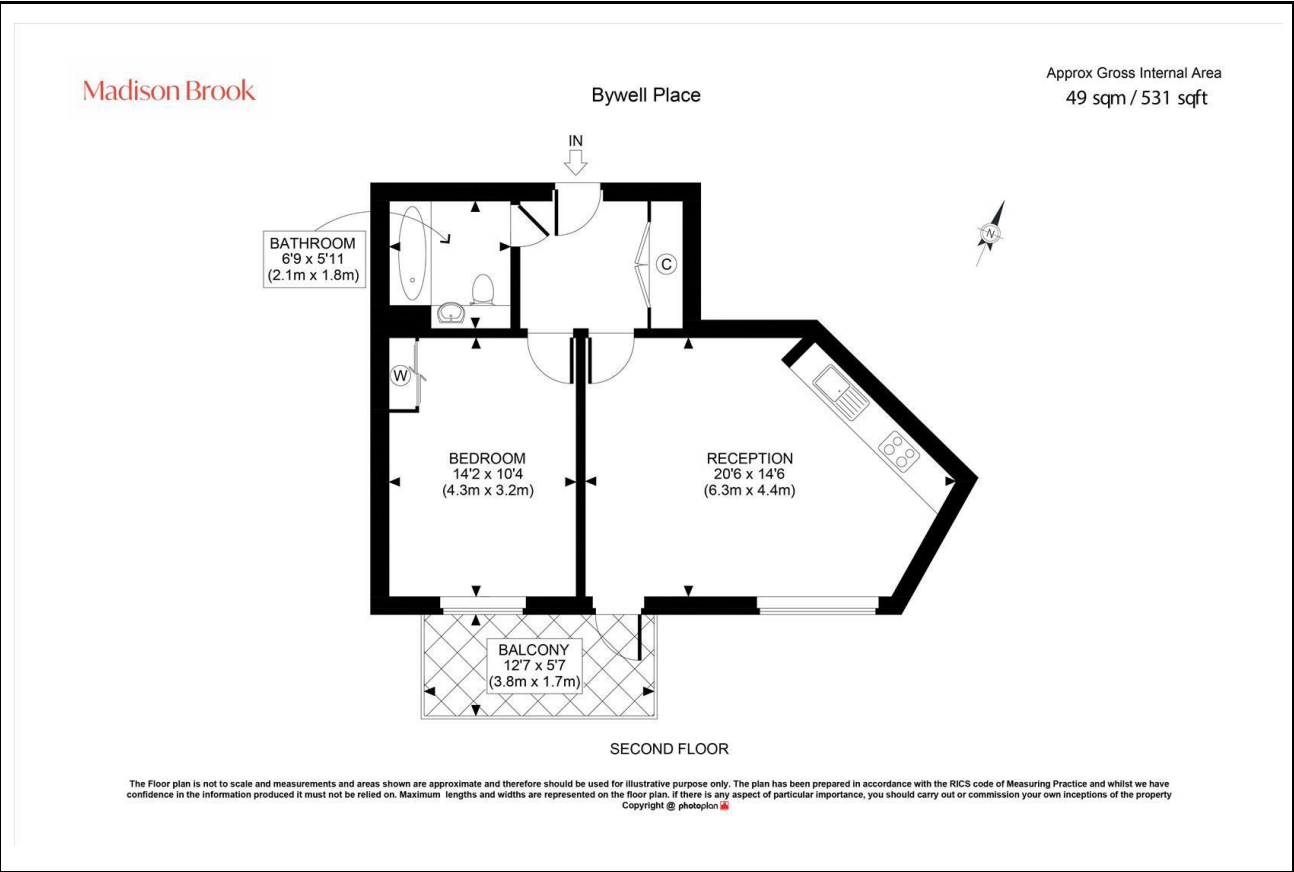 Madison Brook
Bywell Place
Approx Gross Internal Area
49 sqm / 531 sqft
IN
BATHROOM
6'9 x 5'11
(2.1m x 1.8m)
C
N
W
BEDROOM
14'2 x 10'4
(4.3m x 3.2m)
RECEPTION
20'6 x 14'6
(6.3m x 4.4m)
BALCONY
12'7 x 5'7
(3.8m x 1.7m)
SECOND FLOOR
The Floor plan is not to scale and measurements and areas shown are approximate and therefore should be used for illustrative purpose only. The plan has been prepared in accordance with the RICS code of Measuring Practice and whilst we have
confidence in the information produced it must not be relied on. Maximum lengths and widths are represented on the floor plan. if there is any aspect of particular importance, you should carry out or commission your own inceptions of the property
Copyright @ photoplan